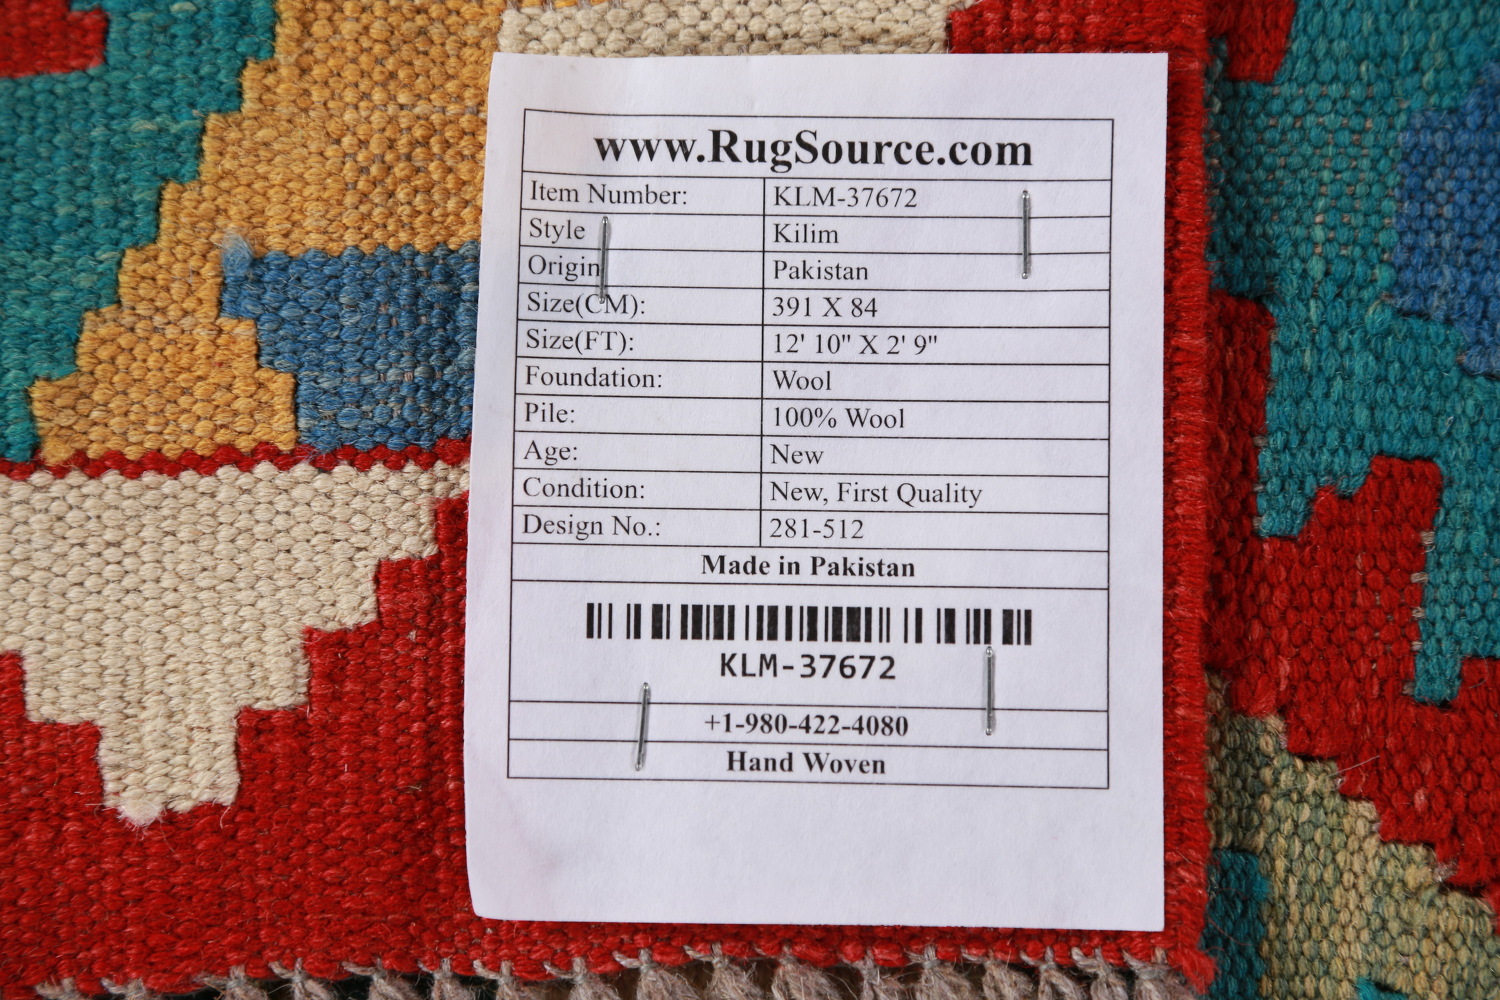 www.RugSource.com
Item Number: KLM-37672
Style Kilim
Origin Pakistan
Size(CM): 391 X 84
Size(FT): 12' 10" X 2' 9"
Foundation: Wool
Pile: 100% Wool
Age: New
Condition: New, First Quality
Design No.: 281-512
Made in Pakistan
KLM-37672
+1-980-422-4080
Hand Woven